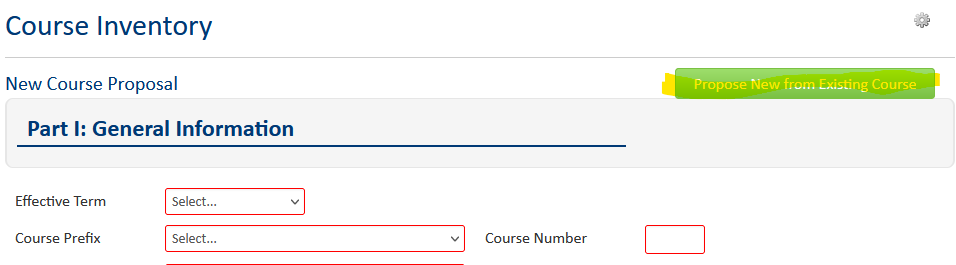 Course Inventory
New Course Proposal
Propose New from Existing Course
Part I: General Information
Effective Term
Select...
Course Prefix
Select...
Course Number